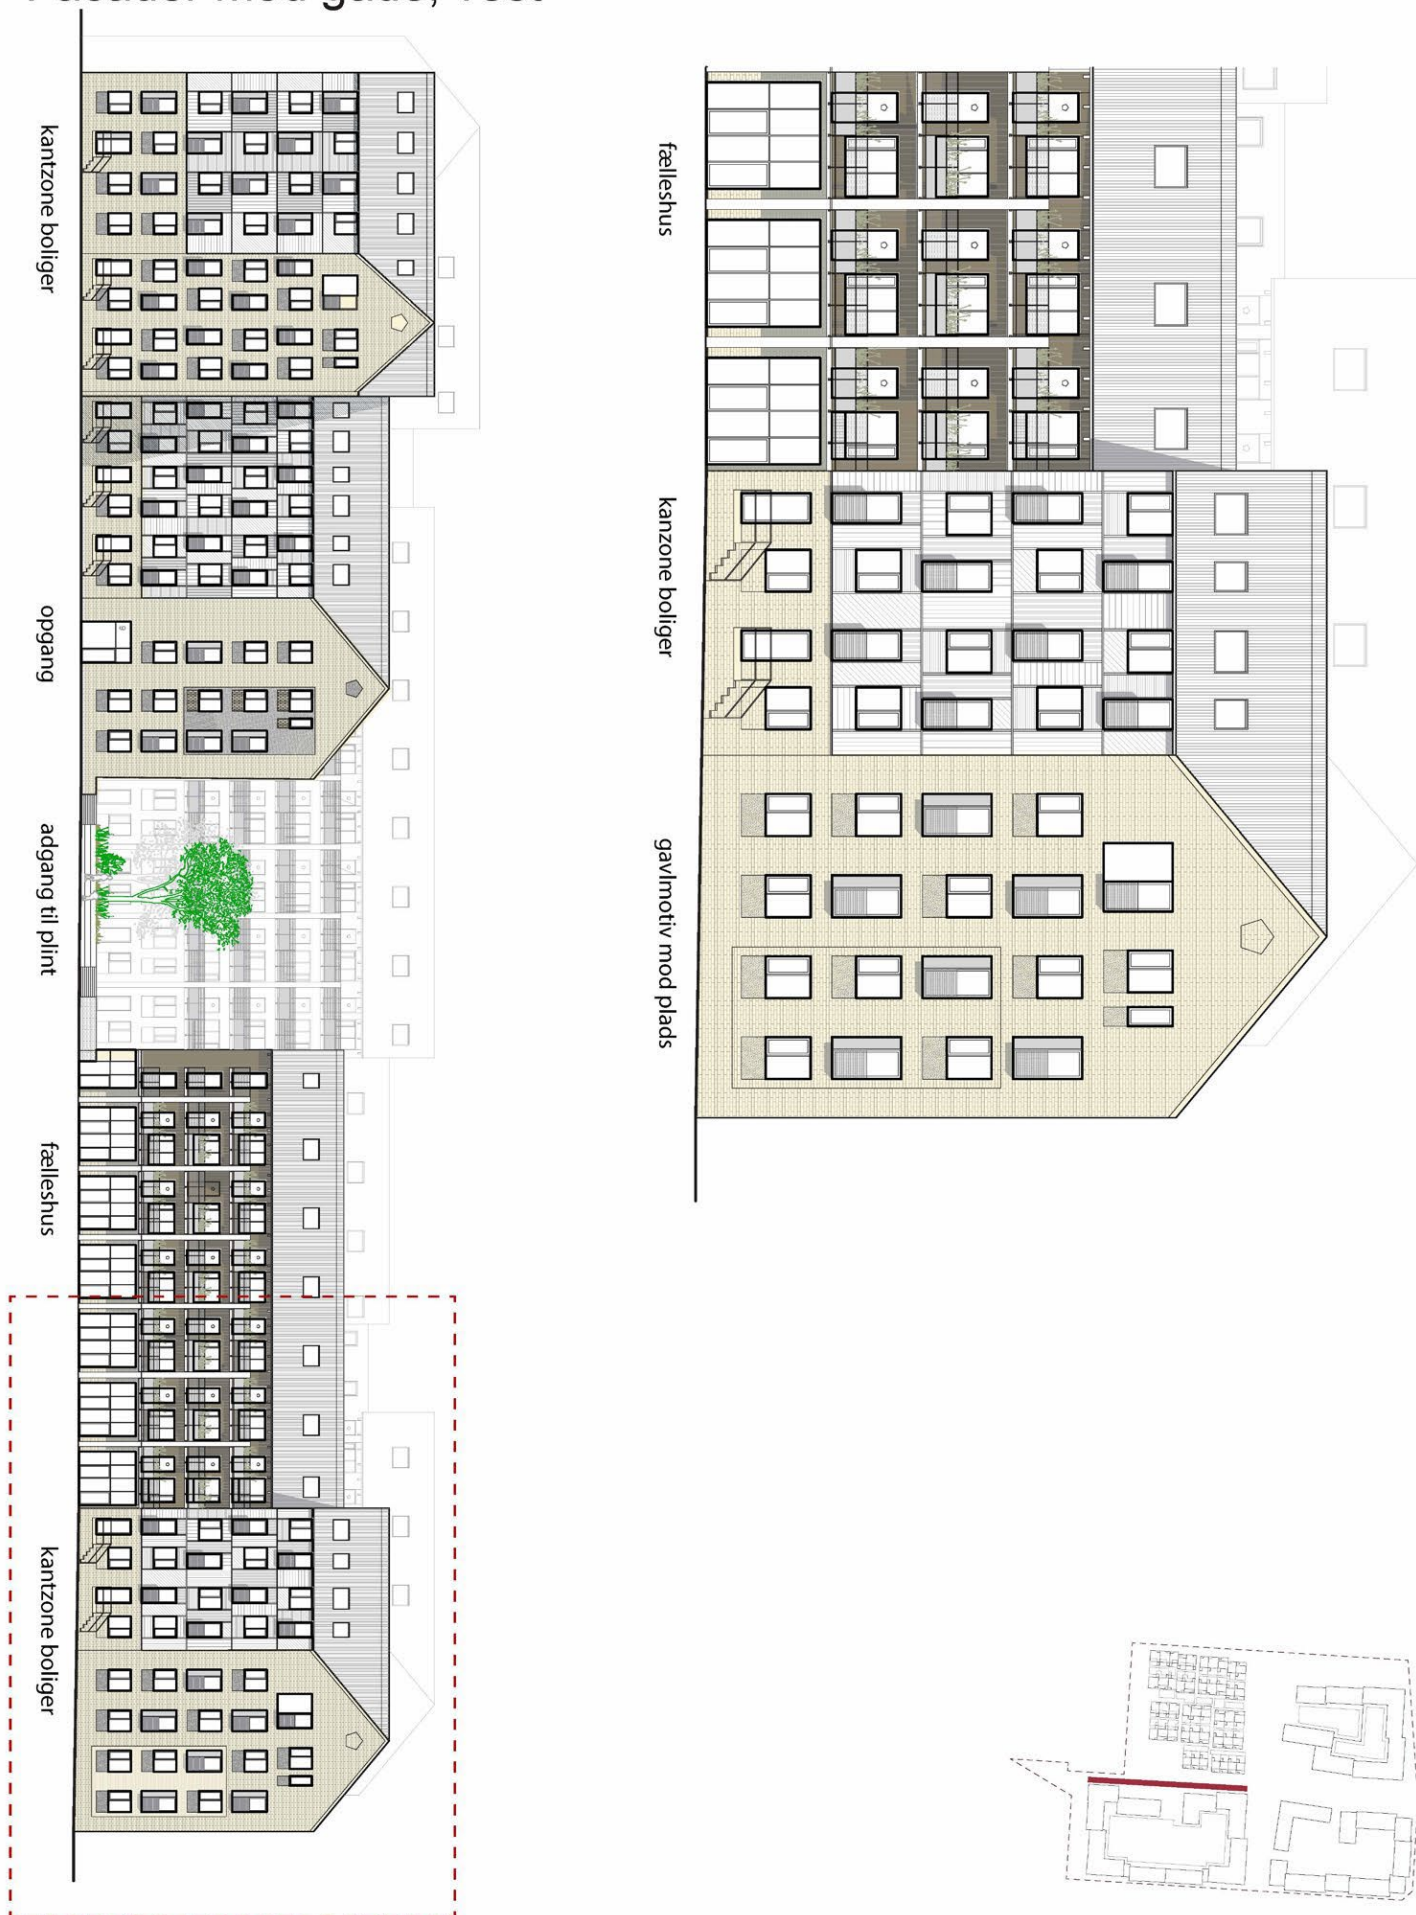 kantzone boliger
opgang
adgang til plint
fælleshus
kantzone boliger
fælleshus
kanzone boliger
gavlmotiv mod plads